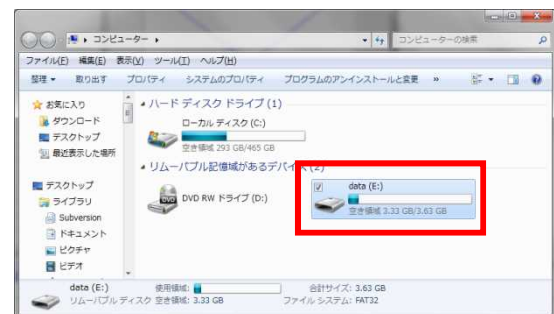 コンピューター
コンピューターの検索
ファイル(F) 編集(E) 表示(V) ツール(T) ヘルプ(H)
整理 取り出す プロパティ システムのプロパティ プログラムのアンインストールと変更 »
お気に入り
ダウンロード
デスクトップ
最近表示した場所
デスクトップ
ライブラリ
Subversion
ドキュメント
ピクチャ
ビデオ
ハード ディスク ドライブ (1)
ローカル ディスク (C:)
空き領域 293 GB/465 GB
リムーバブル記憶域があるデバイス (2)
DVD RW ドライブ (D:)
data (E:)
空き領域 3.33 GB/3.63 GB
data (E:) 使用領域: 合計サイズ: 3.63 GB
リムーバブル ディスク 空き領域: 3.33 GB ファイル システム: FAT32